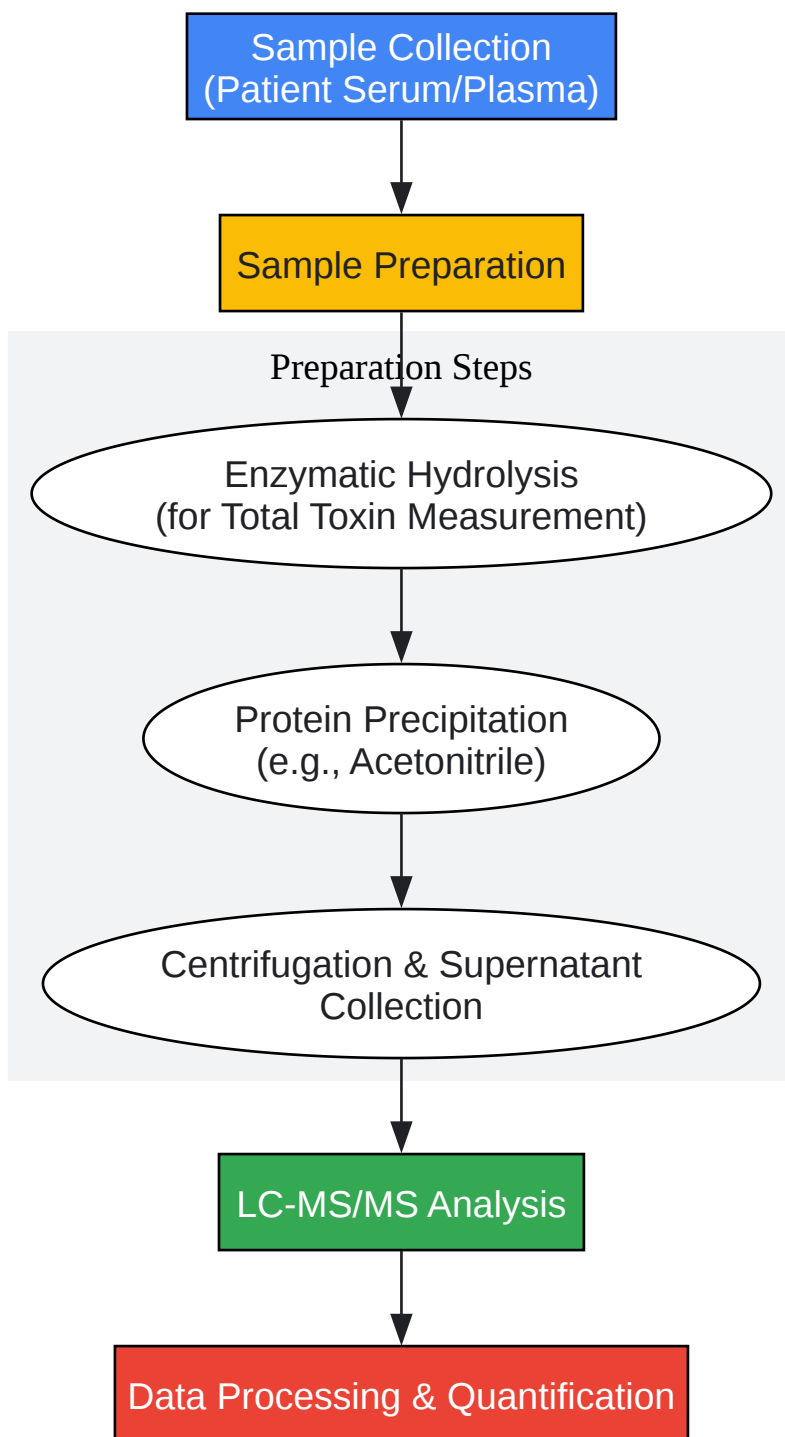 Sample Collection
(Patient Serum/Plasma)
Sample Preparation
Preparation Steps
Enzymatic Hydrolysis
(for Total Toxin Measurement)
Protein Precipitation
(e.g., Acetonitrile)
Centrifugation & Supernatant
Collection
LC-MS/MS Analysis
Data Processing & Quantification